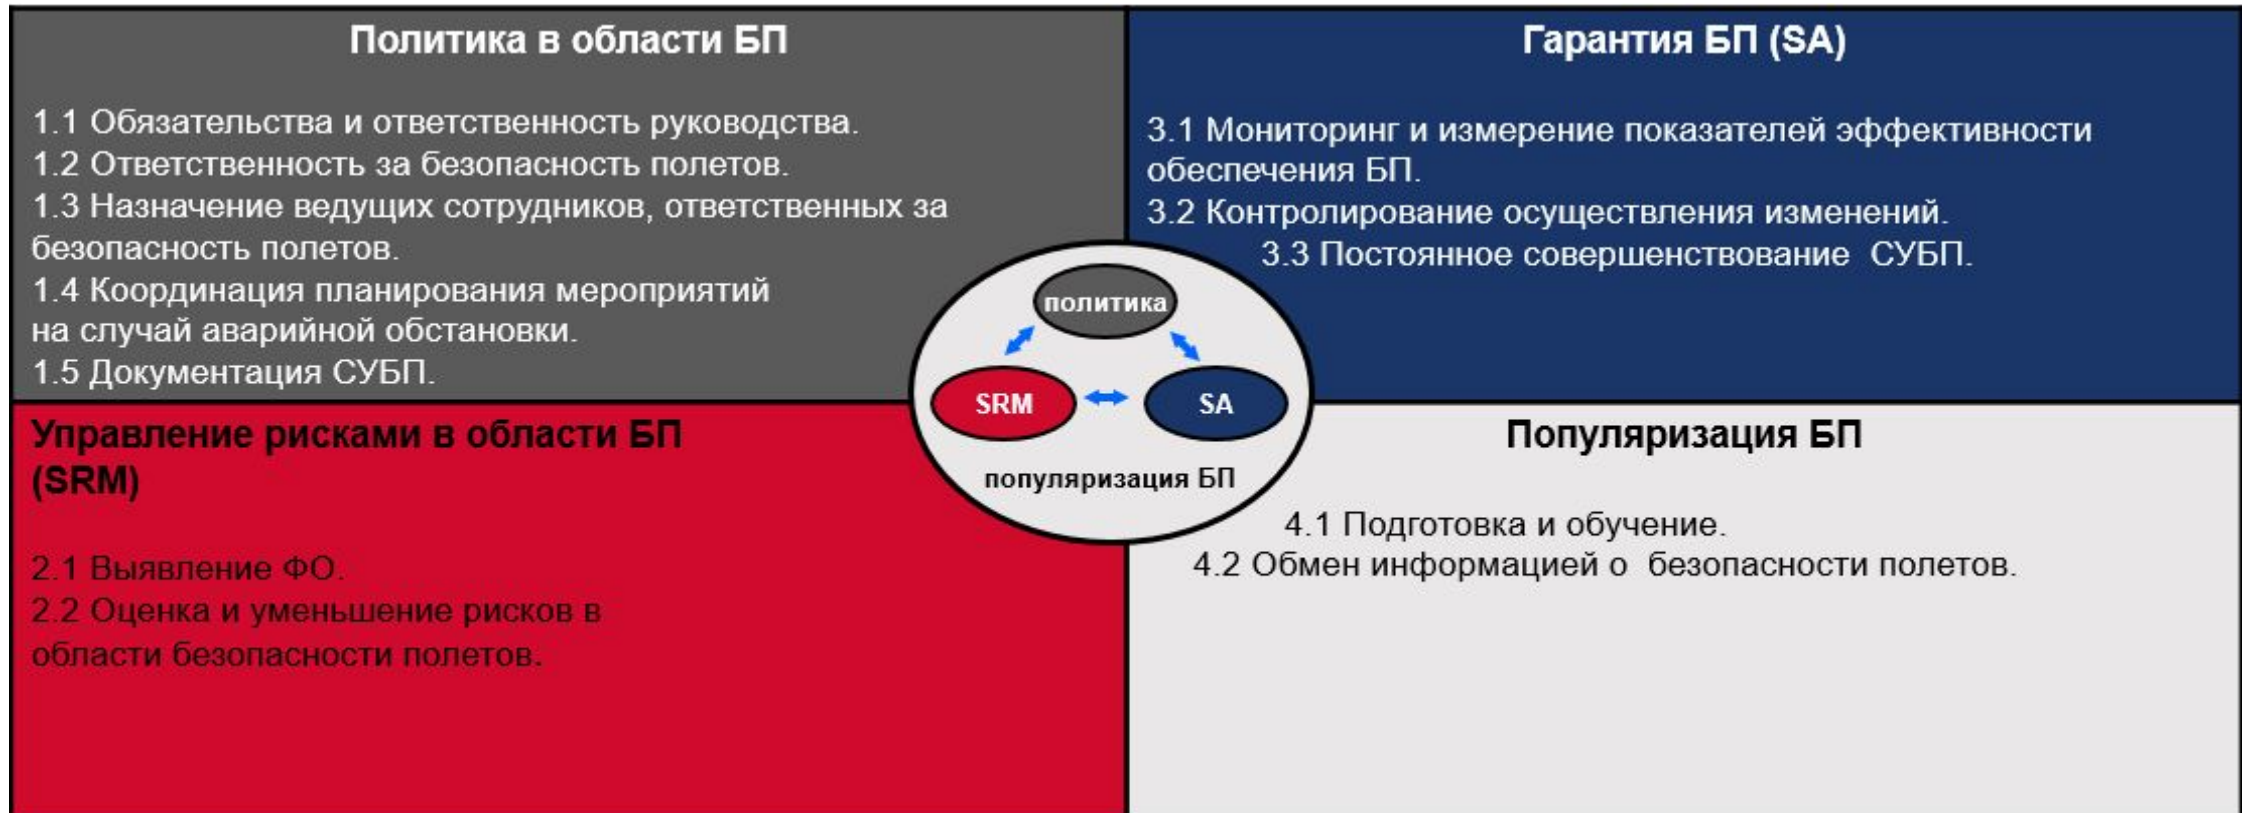 Политика в области БП
1.1 Обязательства и ответственность руководства.
1.2 Ответственность за безопасность полетов.
1.3 Назначение ведущих сотрудников, ответственных за
безопасность полетов.
1.4 Координация планирования мероприятий
на случай аварийной обстановки.
1.5 Документация СУБП.
Гарантия БП (SA)
3.1 Мониторинг и измерение показателей эффективности
обеспечения БП.
3.2 Контролирование осуществления изменений.
3.3 Постоянное совершенствование СУБП.
политика
SRM
SA
популяризация БП
Управление рисками в области БП
(SRM)
2.1 Выявление ФО.
2.2 Оценка и уменьшение рисков в
области безопасности полетов.
Популяризация БП
4.1 Подготовка и обучение.
4.2 Обмен информацией о безопасности полетов.